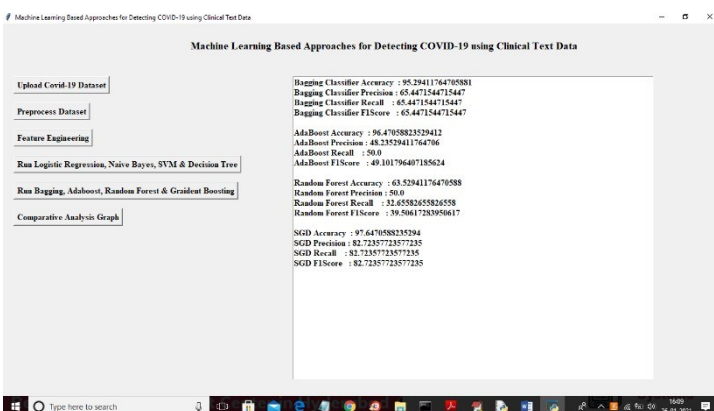 Machine Learning Based Approaches for Detecting COVID-19 using Clinical Text Data
Machine Learning Based Approaches for Detecting COVID-19 using Clinical Text Data
Upload Covid-19 Dataset
Preprocess Dataset
Feature Engineering
Run Logistic Regression, Naive Bayes, SVM & Decision Tree
Run Bagging, Adaboost, Random Forest & Graident Boosting
Comparative Analysis Graph
Bagging Classifier Accuracy : 95.29411764705881
Bagging Classifier Precision : 65.4471544715447
Bagging Classifier Recall : 65.4471544715447
Bagging Classifier F1Score : 65.4471544715447
AdaBoost Accuracy : 96.47058823529412
AdaBoost Precision : 48.23529411764706
AdaBoost Recall : 50.0
AdaBoost F1Score : 49.101796407185624
Random Forest Accuracy : 63.52941176470588
Random Forest Precision : 50.0
Random Forest Recall : 32.65582655826558
Random Forest F1Score : 39.50617283950617
SGD Accuracy : 97.6470588235294
SGD Precision : 82.72357723577235
SGD Recall : 82.72357723577235
SGD F1Score : 82.72357723577235
Type here to search
16:09